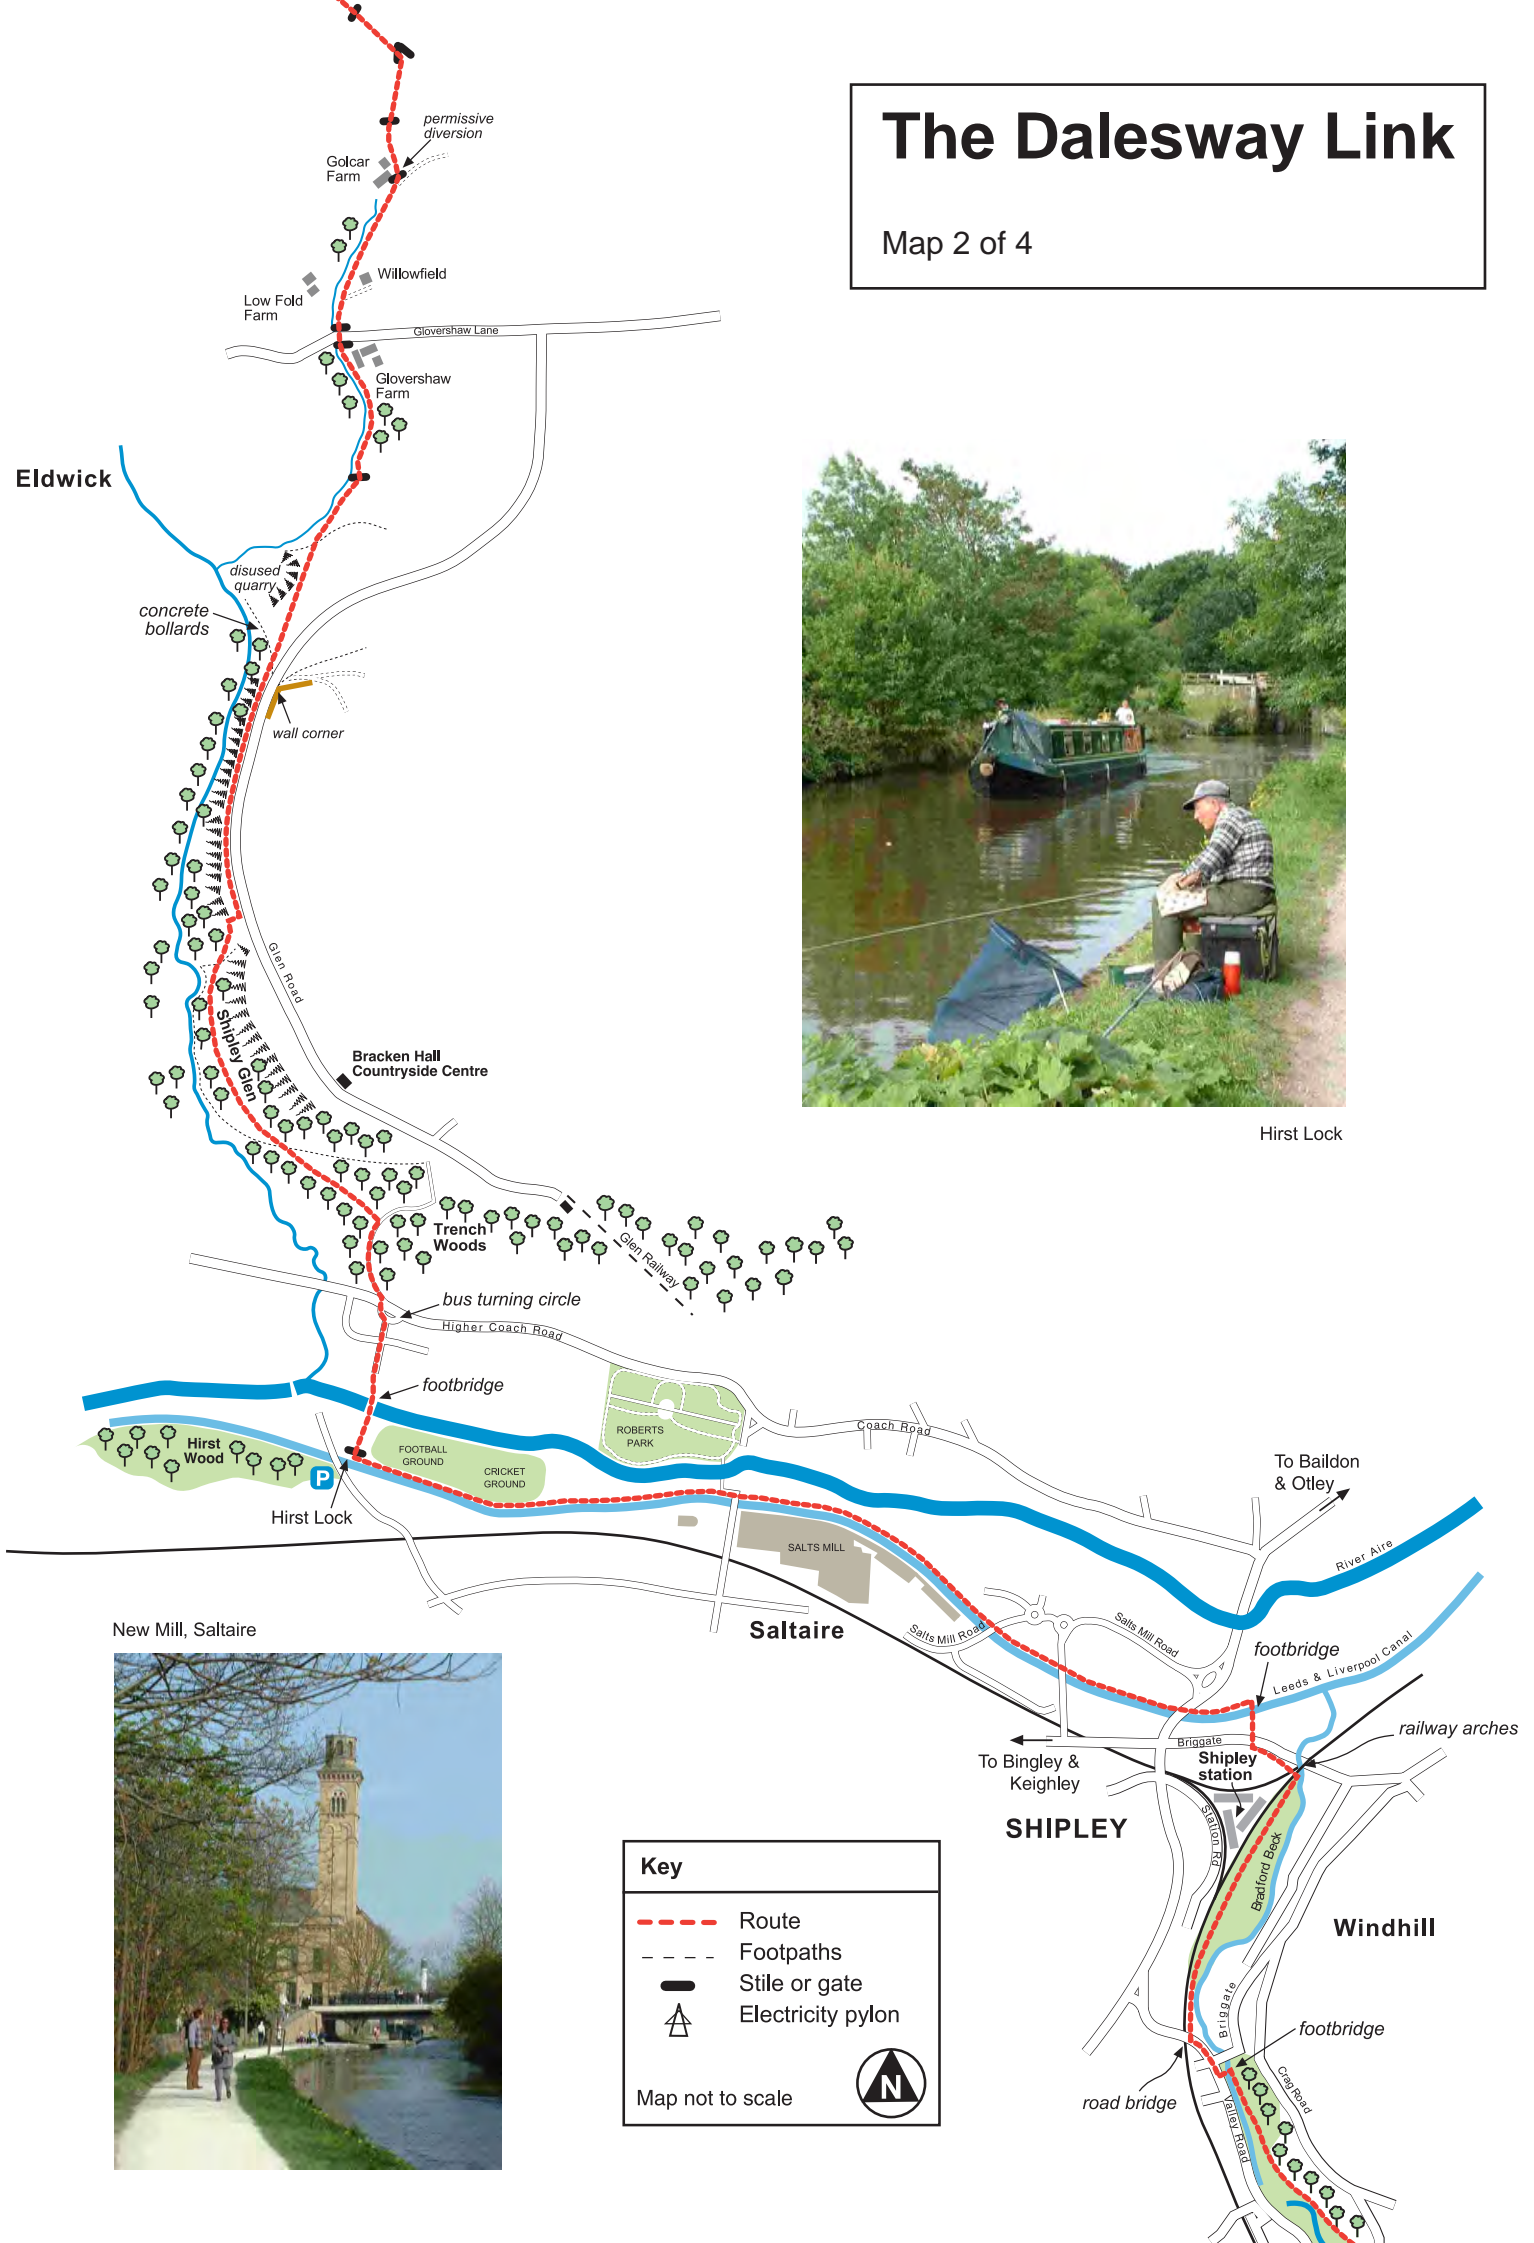 The Dalesway Link
Map 2 of 4
permissive
diversion
Golcar
Farm
Willowfield
Low Fold
Farm
Glovershaw Lane
Glovershaw
Farm
Eldwick
disused
quarry
concrete
bollards
wall corner
Glen Road
Shipley Glen
Bracken Hall
Countryside Centre
Hirst Lock
Trench
Woods
Glen Railway
bus turning circle
Higher Coach Road
footbridge
ROBERTS
PARK
Coach Road
Hirst
Wood
FOOTBALL
GROUND
CRICKET
GROUND
P
Hirst Lock
To Baildon
& Otley
River Aire
SALTS MILL
Saltaire
Salts Mill Road
Salts Mill Road
footbridge
Leeds & Liverpool Canal
New Mill, Saltaire
railway arches
Briggate
To Bingley &
Keighley
Shipley
station
SHIPLEY
Station Rd
Bradford Beck
Windhill
Key
Route
Footpaths
Stile or gate
Electricity pylon
Map not to scale
N
Briggate
footbridge
Crag Road
road bridge
Valley Road